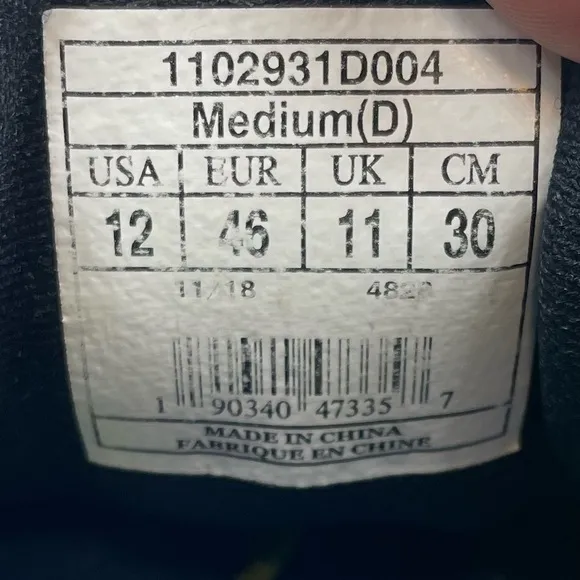 1102931D004
Medium(D)
USA EUR UK CM
12 46 11 30
11/18
1 90340 47335 7
MADE IN CHINA
FABRIQUE EN CHINE